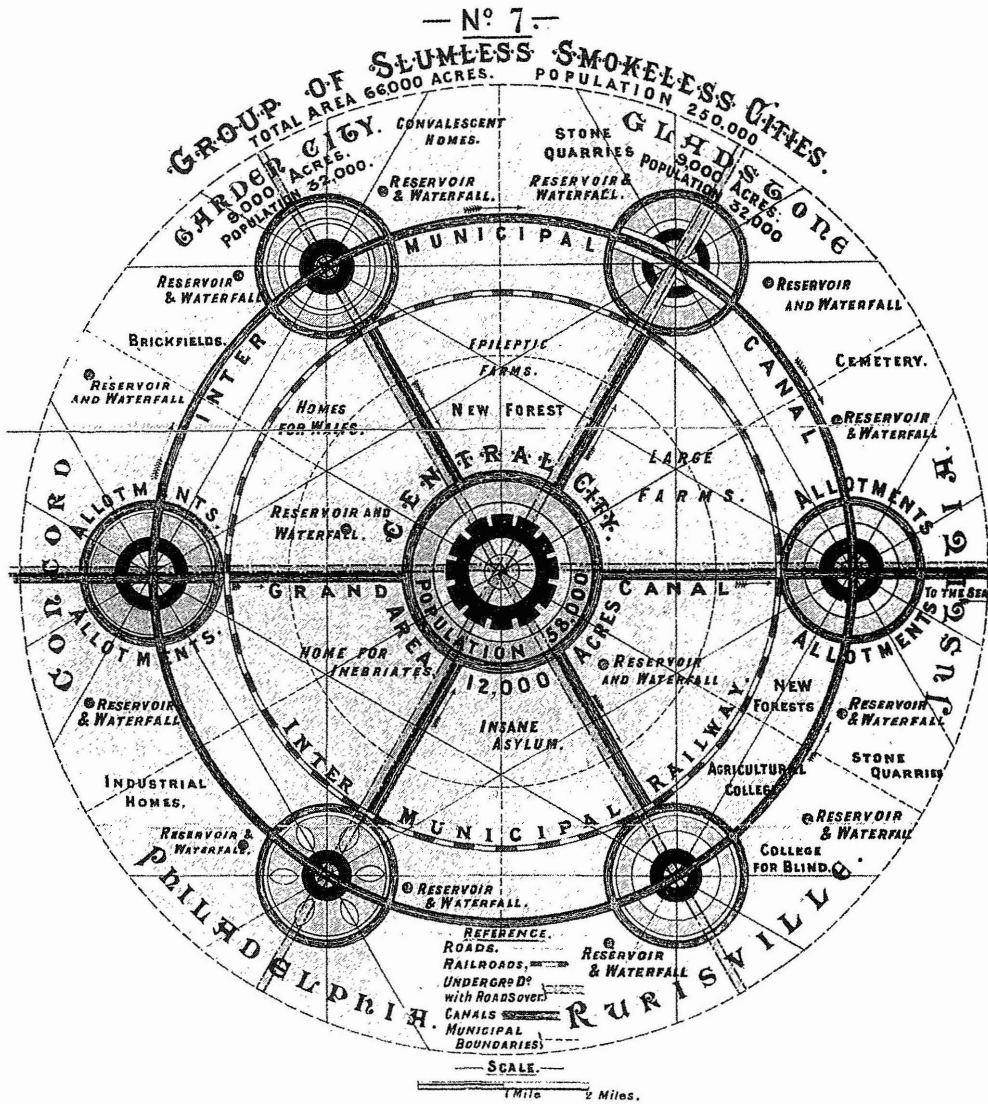 — Nº 7. —
GROUP OF SLUMLESS SMOKELESS CITIES.
TOTAL AREA 66,000 ACRES. POPULATION 250,000
GARDEN CITY.
8,000 ACRES.
POPULATION 32,000.
CONVALESCENT
HOMES.
RESERVOIR
& WATERFALL.
STONE
QUARRIES
RESERVOIR &
WATERFALL.
GLADSTONE
9,000 ACRES.
POPULATION
32,000
RESERVOIR
& WATERFALL
RESERVOIR
AND WATERFALL
INTER MUNICIPAL CANAL
BRICKFIELDS.
RESERVOIR
AND WATERFALL
EPILEPTIC
FARMS.
CEMETERY.
HOMES
FOR WAIFS.
NEW FOREST
RESERVOIR
& WATERFALL
LARGE
FARMS.
CENTRAL CITY.
CONCORD
ALLOTMENTS.
RESERVOIR AND
WATERFALL.
ALLOTMENTS
JUSTITIA
GRAND CANAL
TO THE SEA
ALLOTMENTS.
AREA 12,000 ACRES
POPULATION 58,000.
ALLOTMENTS
HOME FOR
INEBRIATES.
RESERVOIR
AND WATERFALL
NEW
FORESTS
RESERVOIR
& WATERFALL
RESERVOIR
& WATERFALL
INSANE
ASYLUM.
INTER MUNICIPAL RAILWAY.
AGRICULTURAL
COLLEGE
STONE
QUARRIES
INDUSTRIAL
HOMES.
RESERVOIR &
WATERFALL.
RESERVOIR
& WATERFALL
COLLEGE
FOR BLIND.
RESERVOIR
& WATERFALL.
PHILADELPHIA.
RURISVILLE.
RESERVOIR
& WATERFALL
REFERENCE.
ROADS.
RAILROADS,
UNDERGRDº
with ROADS over
CANALS
MUNICIPAL
BOUNDARIES
— SCALE. —
1 Mile 2 Miles.